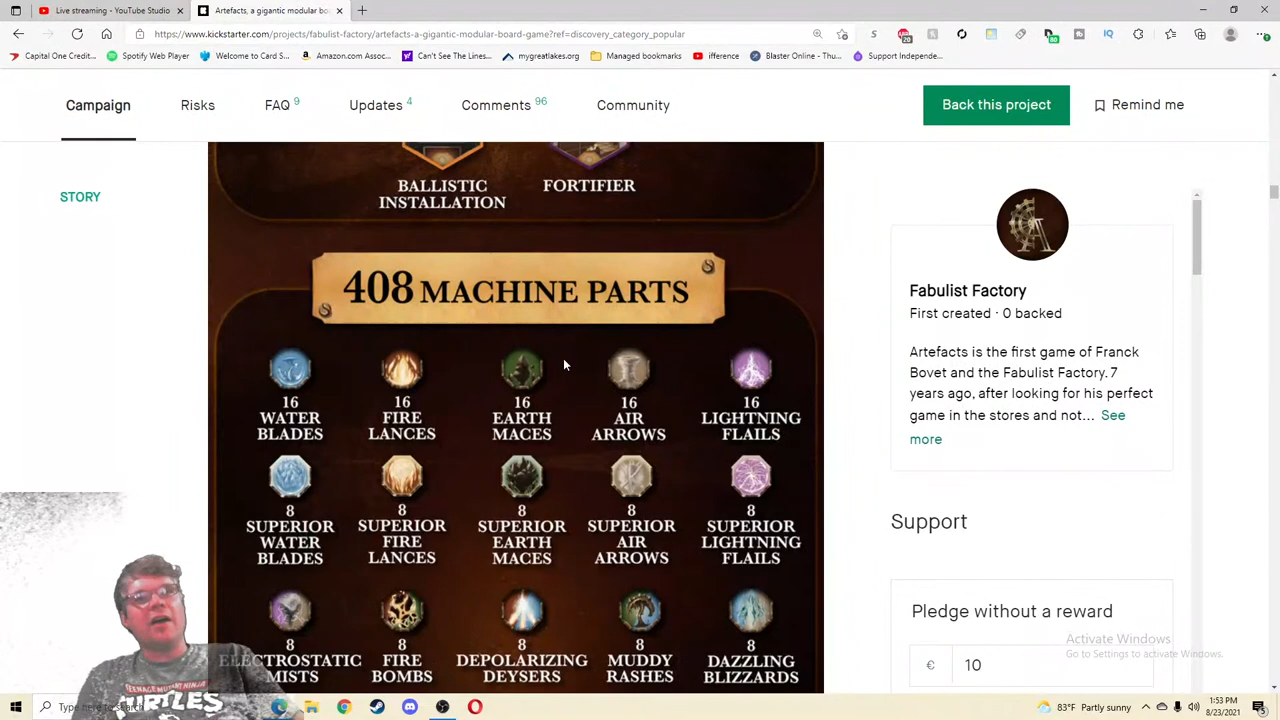 Live streaming - YouTube Studio
Artefacts, a gigantic modular bo
https://www.kickstarter.com/projects/fabulist-factory/artefacts-a-gigantic-modular-board-game?ref=discovery_category_popular
Capital One Credit...
Spotify Web Player
Welcome to Card S...
Amazon.com Assoc...
Can't See The Lines...
mygreatlakes.org
Managed bookmarks
ifference
Blaster Online - Thu...
Support Independe...
Campaign
Risks
FAQ 9
Updates 4
Comments 96
Community
Back this project
Remind me
STORY
BALLISTIC
INSTALLATION
FORTIFIER
408 MACHINE PARTS
16
WATER
BLADES
16
FIRE
LANCES
16
EARTH
MACES
16
AIR
ARROWS
16
LIGHTNING
FLAILS
8
SUPERIOR
WATER
BLADES
8
SUPERIOR
FIRE
LANCES
8
SUPERIOR
EARTH
MACES
8
SUPERIOR
AIR
ARROWS
8
SUPERIOR
LIGHTNING
FLAILS
8
ELECTROSTATIC
MISTS
8
FIRE
BOMBS
8
DEPOLARIZING
DEYSERS
8
MUDDY
RASHES
8
DAZZLING
BLIZZARDS
Fabulist Factory
First created · 0 backed
Artefacts is the first game of Franck
Bovet and the Fabulist Factory. 7
years ago, after looking for his perfect
game in the stores and not... See
more
Support
Pledge without a reward
€ 10
Activate Windows
Go to Settings to activate Windows.
TEENAGE MUTANT NINJA
TURTLES
Type here to search
83°F Partly sunny
1:53 PM
8/23/2021